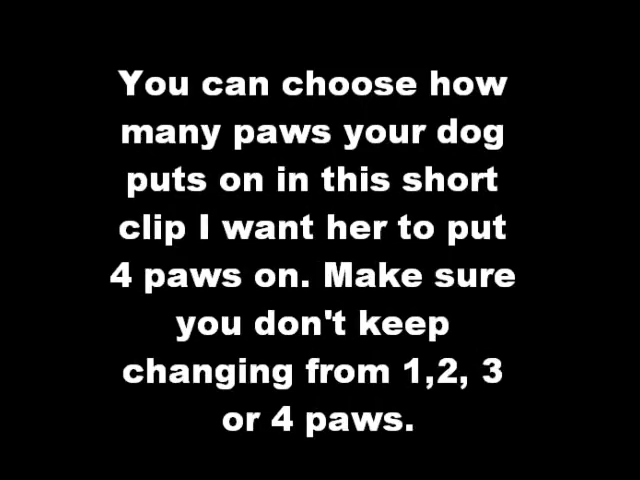 You can choose how
many paws your dog
puts on in this short
clip I want her to put
4 paws on. Make sure
you don't keep
changing from 1,2, 3
or 4 paws.